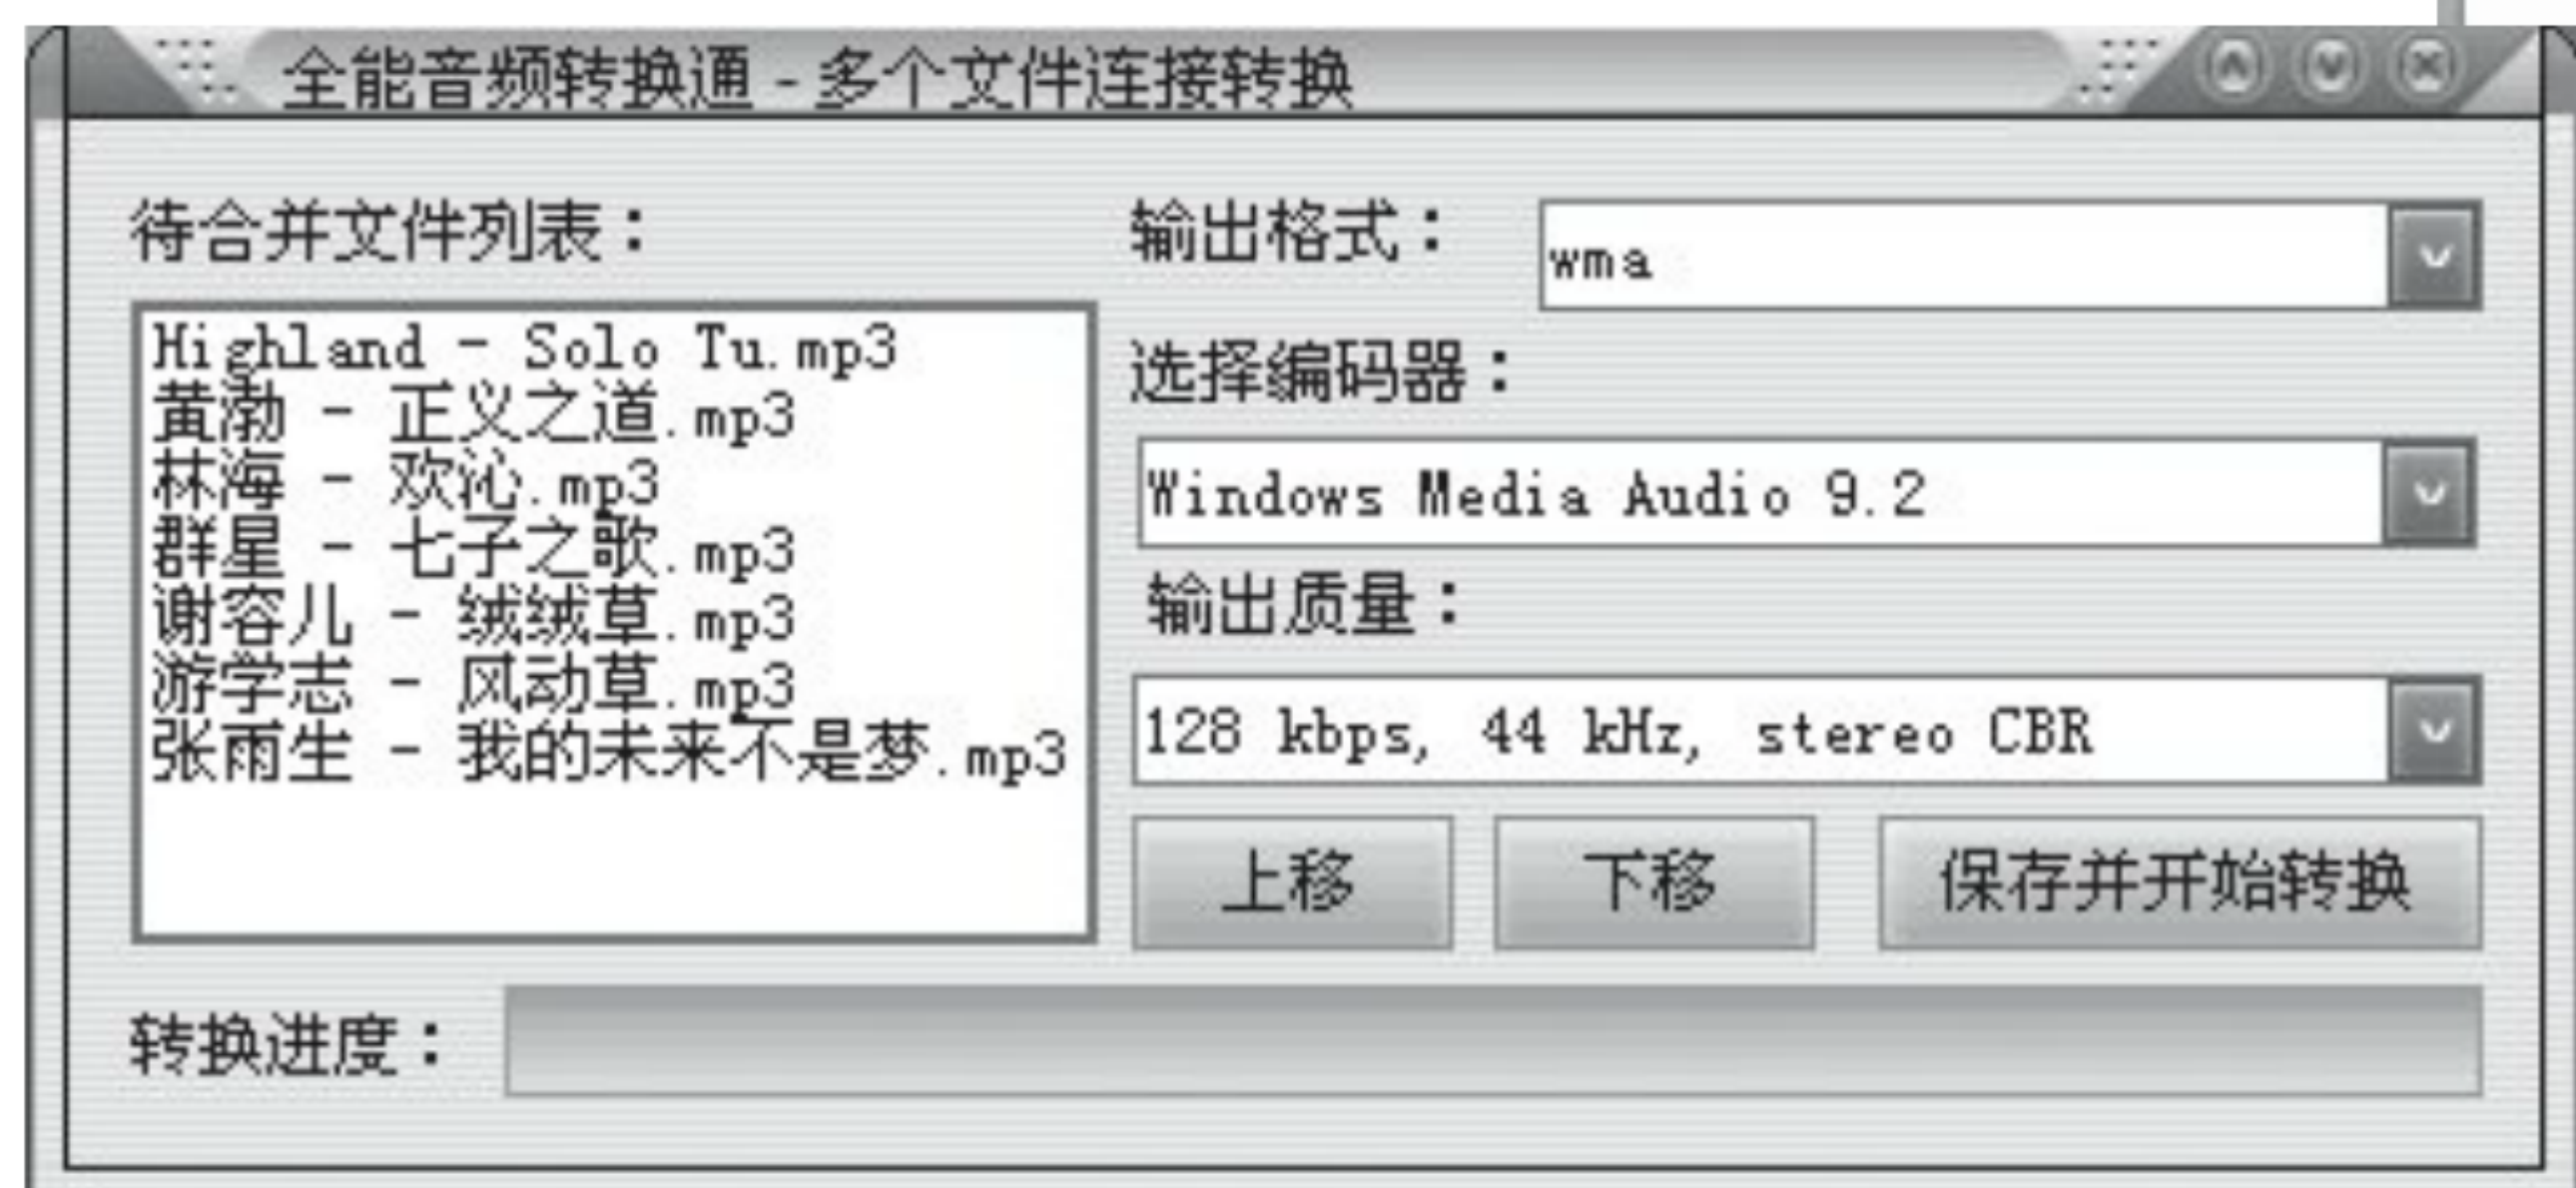 全能音频转换通 - 多个文件连接转换
待合并文件列表：
Highland - Solo Tu.mp3
黄渤 - 正义之道.mp3
林海 - 欢沁.mp3
群星 - 七子之歌.mp3
谢容儿 - 绒绒草.mp3
游学志 - 风动草.mp3
张雨生 - 我的未来不是梦.mp3
输出格式：
wma
选择编码器：
Windows Media Audio 9.2
输出质量：
128 kbps, 44 kHz, stereo CBR
上移
下移
保存并开始转换
转换进度：